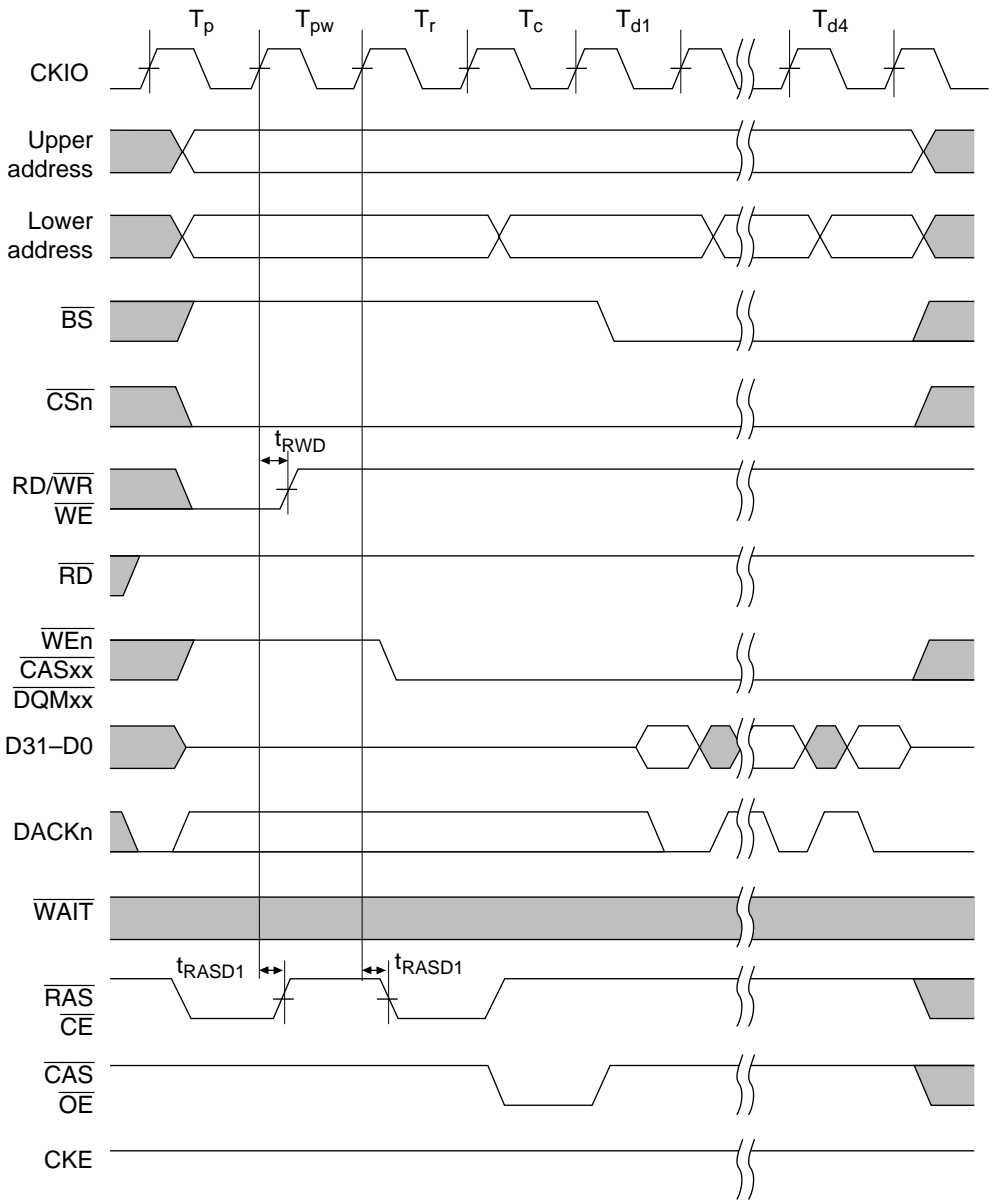 Tp Tpw Tr Tc Td1 Td4
CKIO
Upper
address
Lower
address
BS
CSn
tRWD
RD/WR
WE
RD
WEn
CASxx
DQMxx
D31–D0
DACKn
WAIT
tRASD1 tRASD1
RAS
CE
CAS
OE
CKE